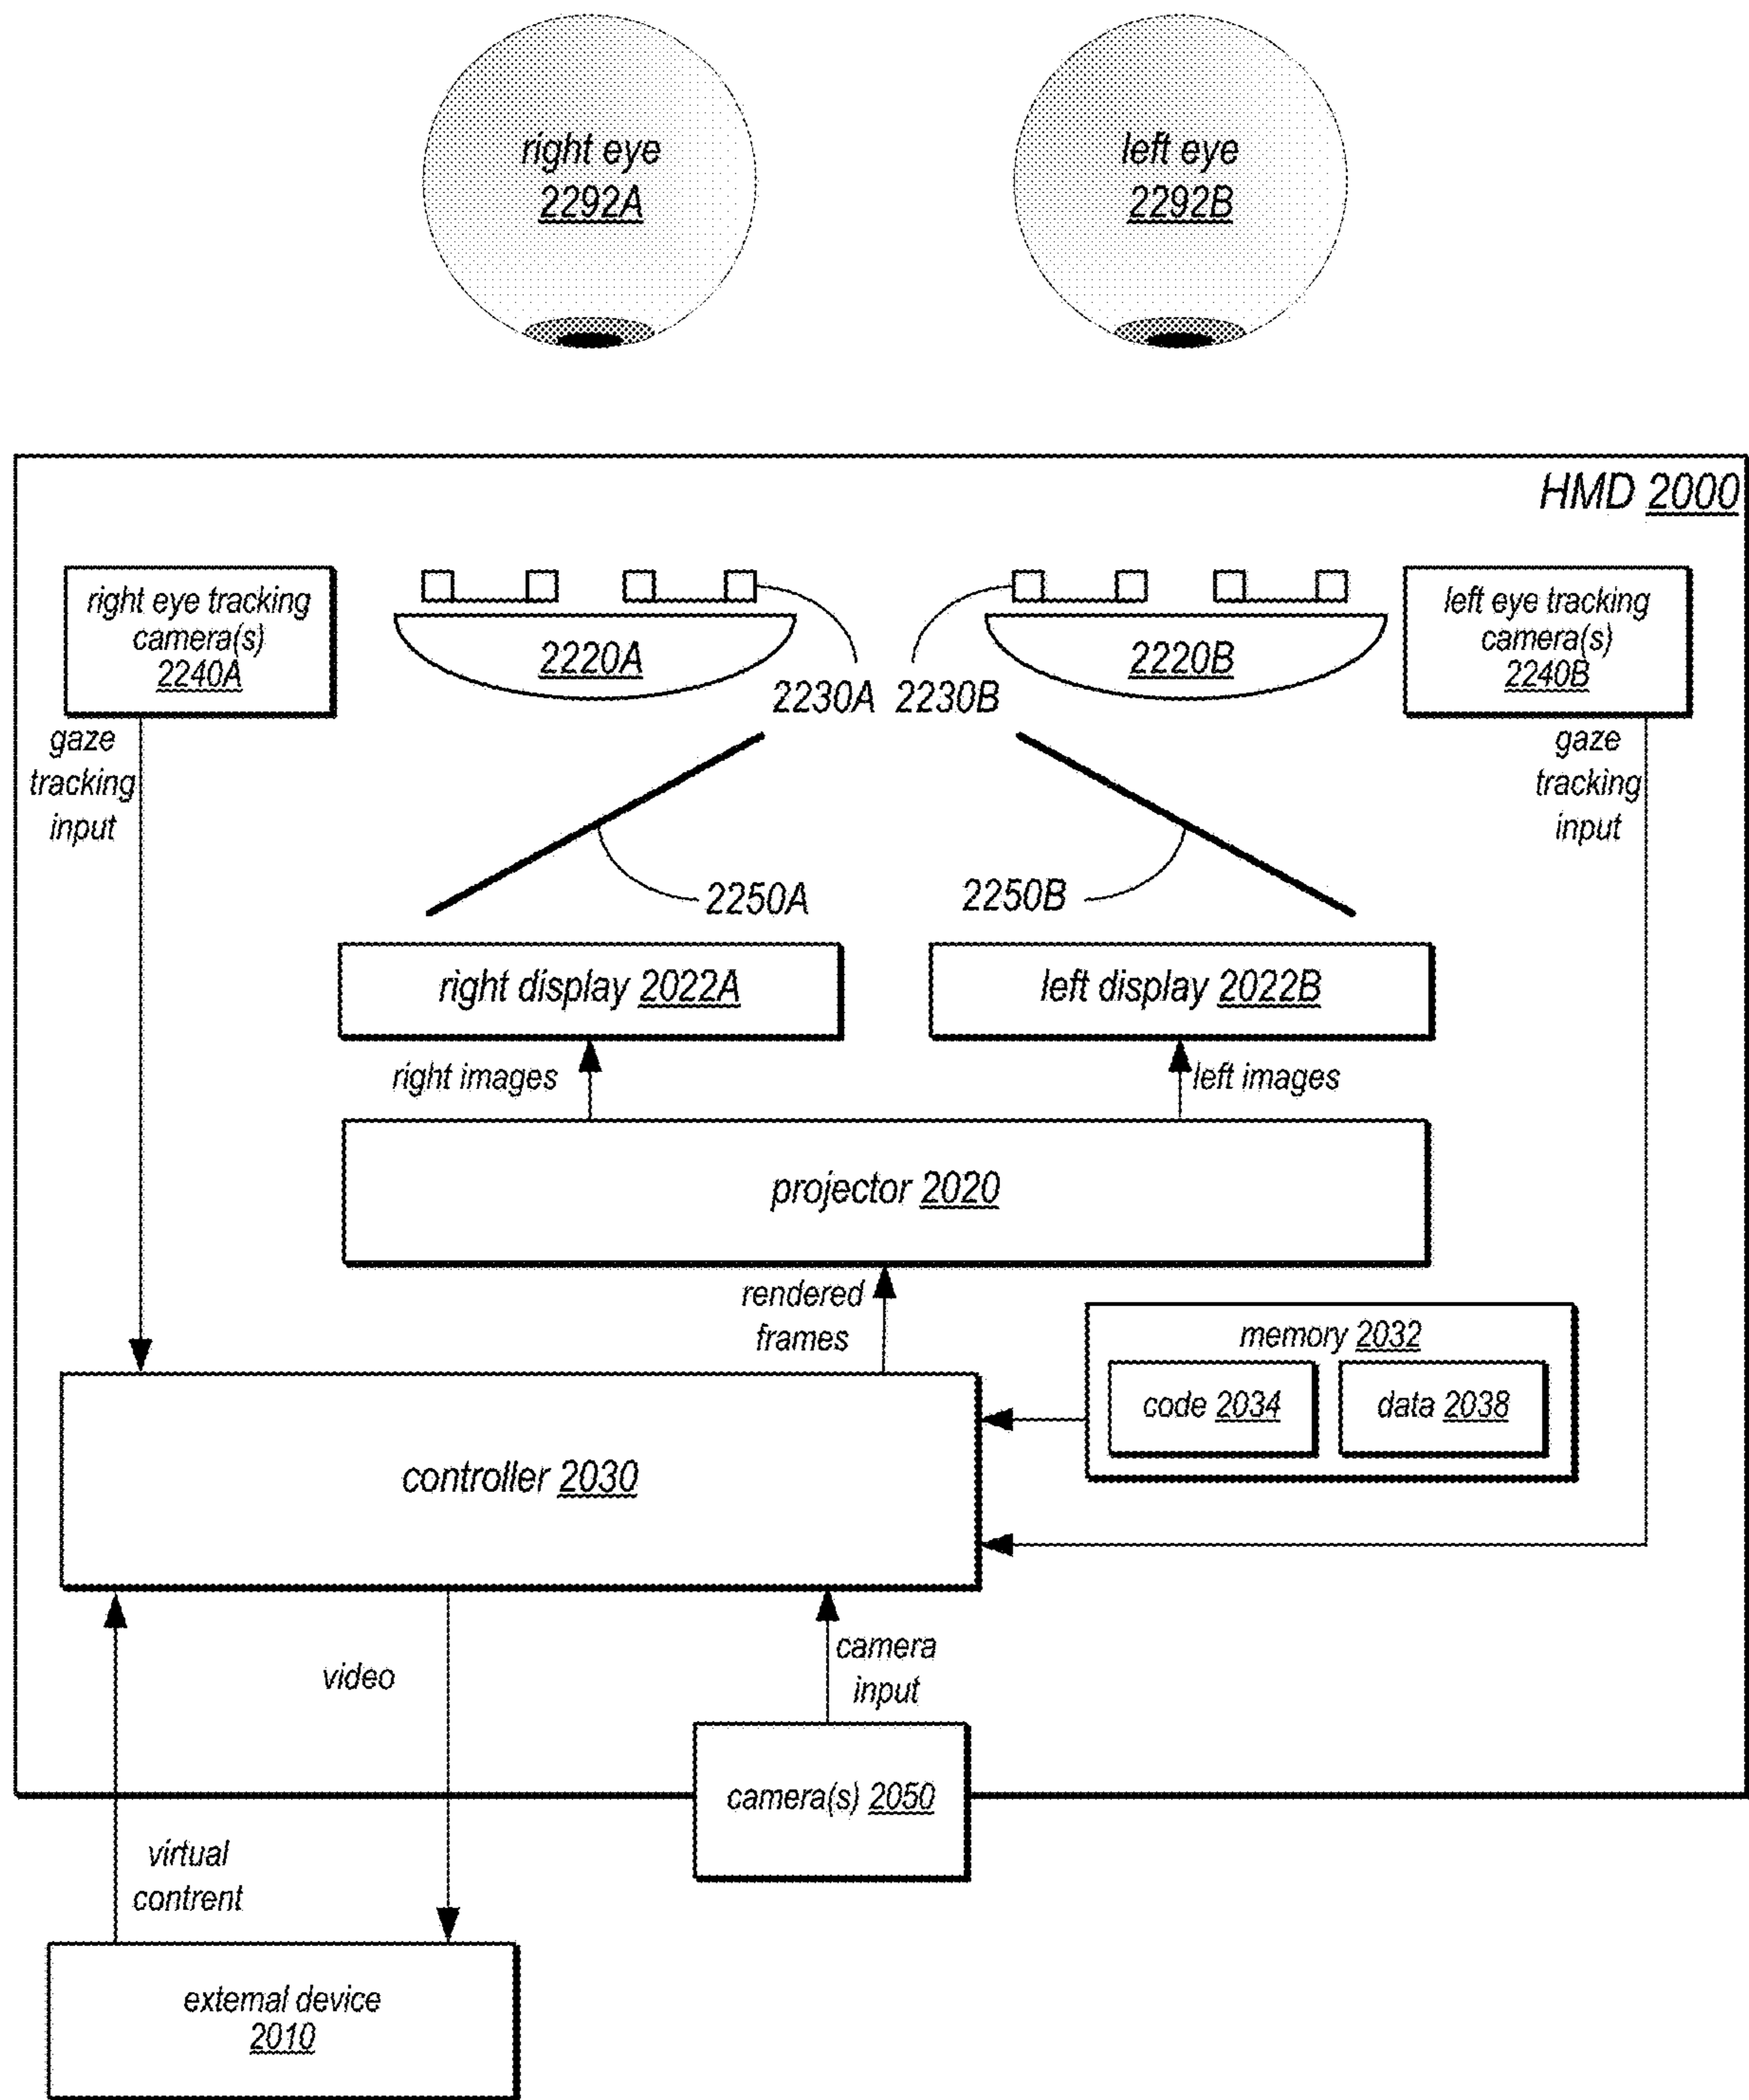 right eye
2292A
left eye
2292B
HMD 2000
right eye tracking
camera(s)
2240A
2220A
2230A
2230B
2220B
left eye tracking
camera(s)
2240B
gaze
tracking
input
gaze
tracking
input
2250A
2250B
right display 2022A
left display 2022B
right images
left images
projector 2020
rendered
frames
memory 2032
code 2034
data 2038
controller 2030
video
camera
input
camera(s) 2050
virtual
contrent
external device
2010